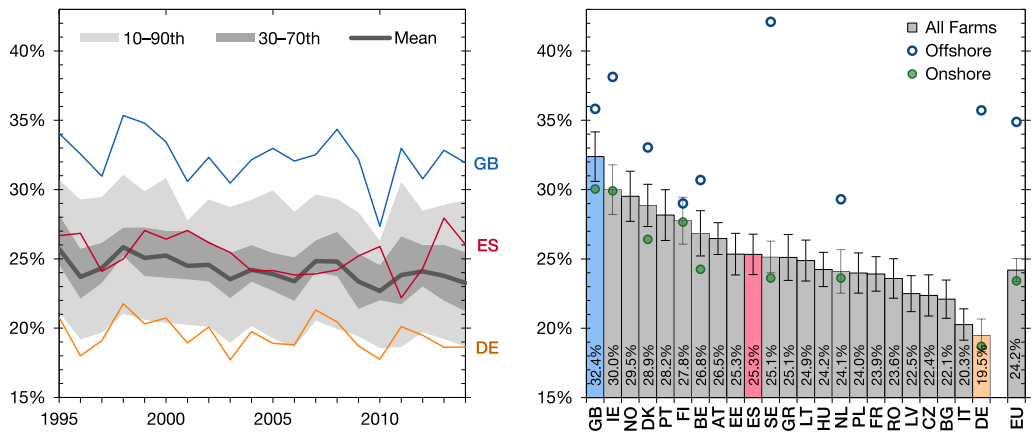 10–90th 30–70th Mean
40%
35%
30%
25%
20%
15%
GB
ES
DE
1995 2000 2005 2010
All Farms
Offshore
Onshore
40%
35%
30%
25%
20%
15%
32.4% 30.0% 29.5% 28.9% 28.2% 27.8% 26.8% 26.5% 25.3% 25.3% 25.1% 25.1% 24.9% 24.2% 24.1% 24.0% 23.9% 23.6% 22.5% 22.4% 22.1% 20.3% 19.5% 24.2%
GB IE NO DK PT FI BE AT EE ES SE GR LT HU NL PL FR RO LV CZ BG IT DE EU